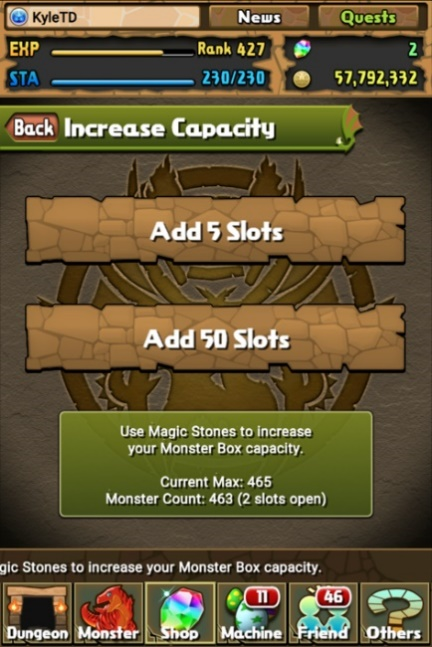 KyleTD
News
Quests
EXP
Rank 427
2
STA
230/230
57,792,332
Back
Increase Capacity
Add 5 Slots
Add 50 Slots
Use Magic Stones to increase
your Monster Box capacity.
Current Max: 465
Monster Count: 463 (2 slots open)
gic Stones to increase your Monster Box capacity.
11
46
Dungeon
Monster
Shop
Machine
Friend
Others